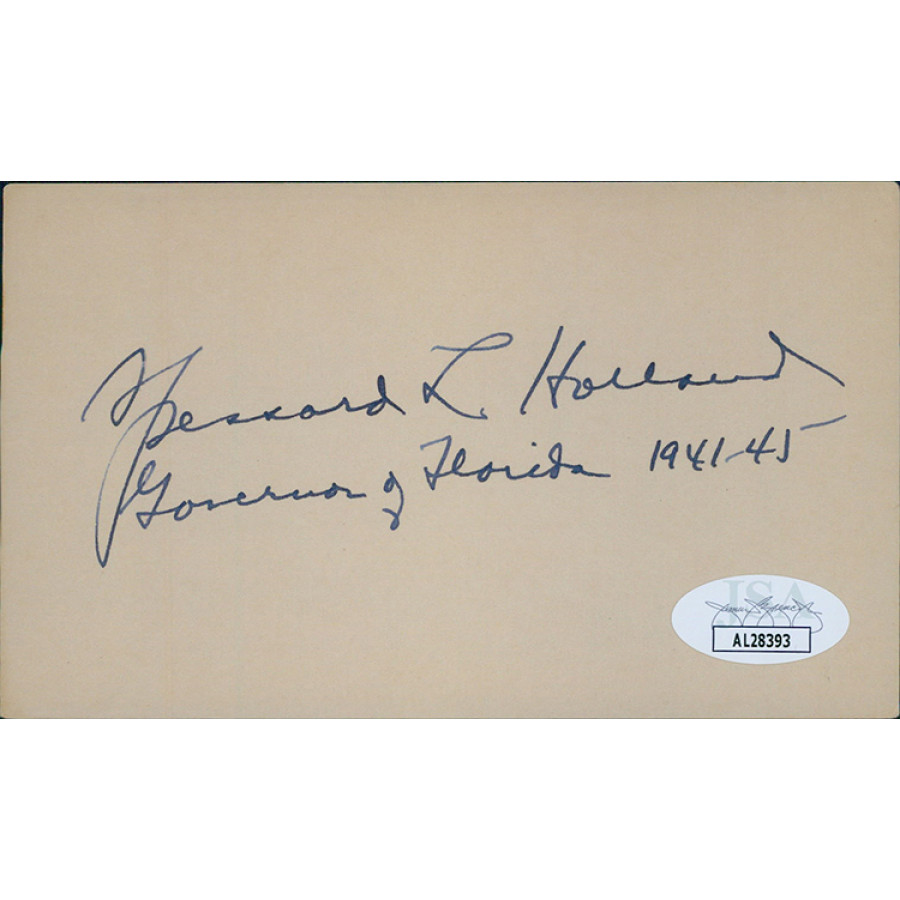 Spessard L. Holland
Governor of Florida 1941-45
JSA
AL28393